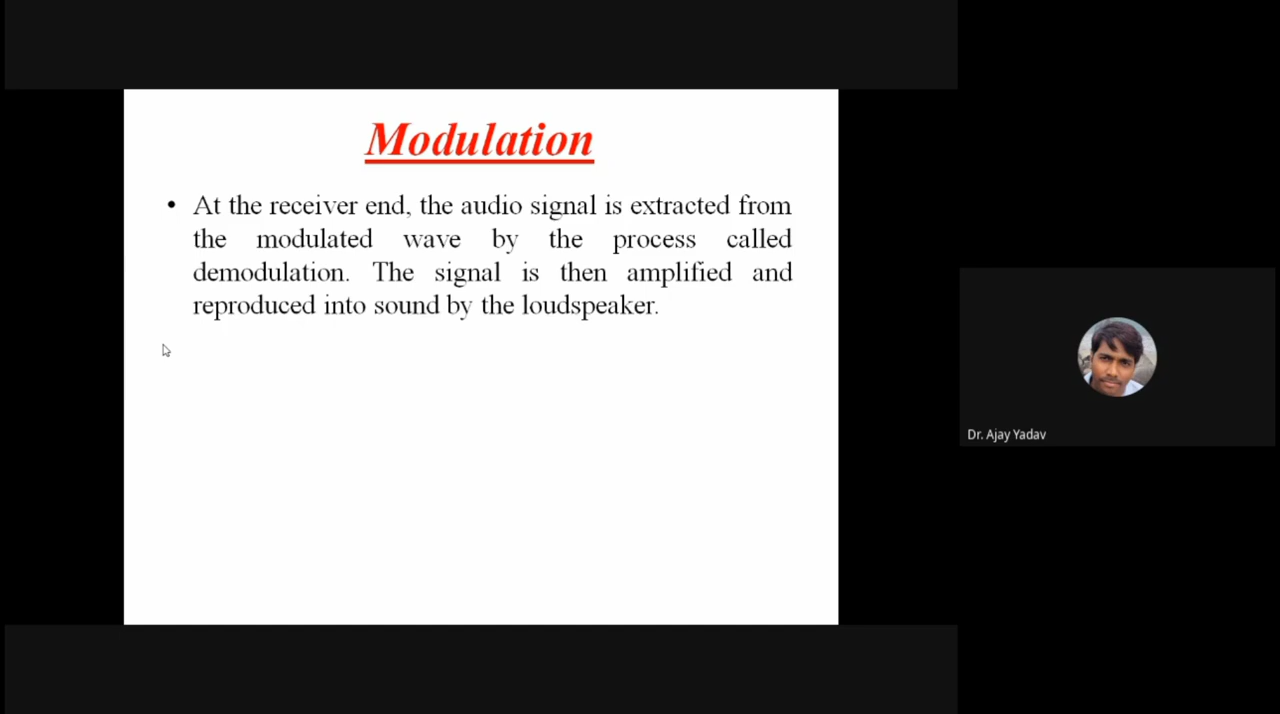 Modulation
• At the receiver end, the audio signal is extracted from
the modulated wave by the process called
demodulation. The signal is then amplified and
reproduced into sound by the loudspeaker.
Dr. Ajay Yadav